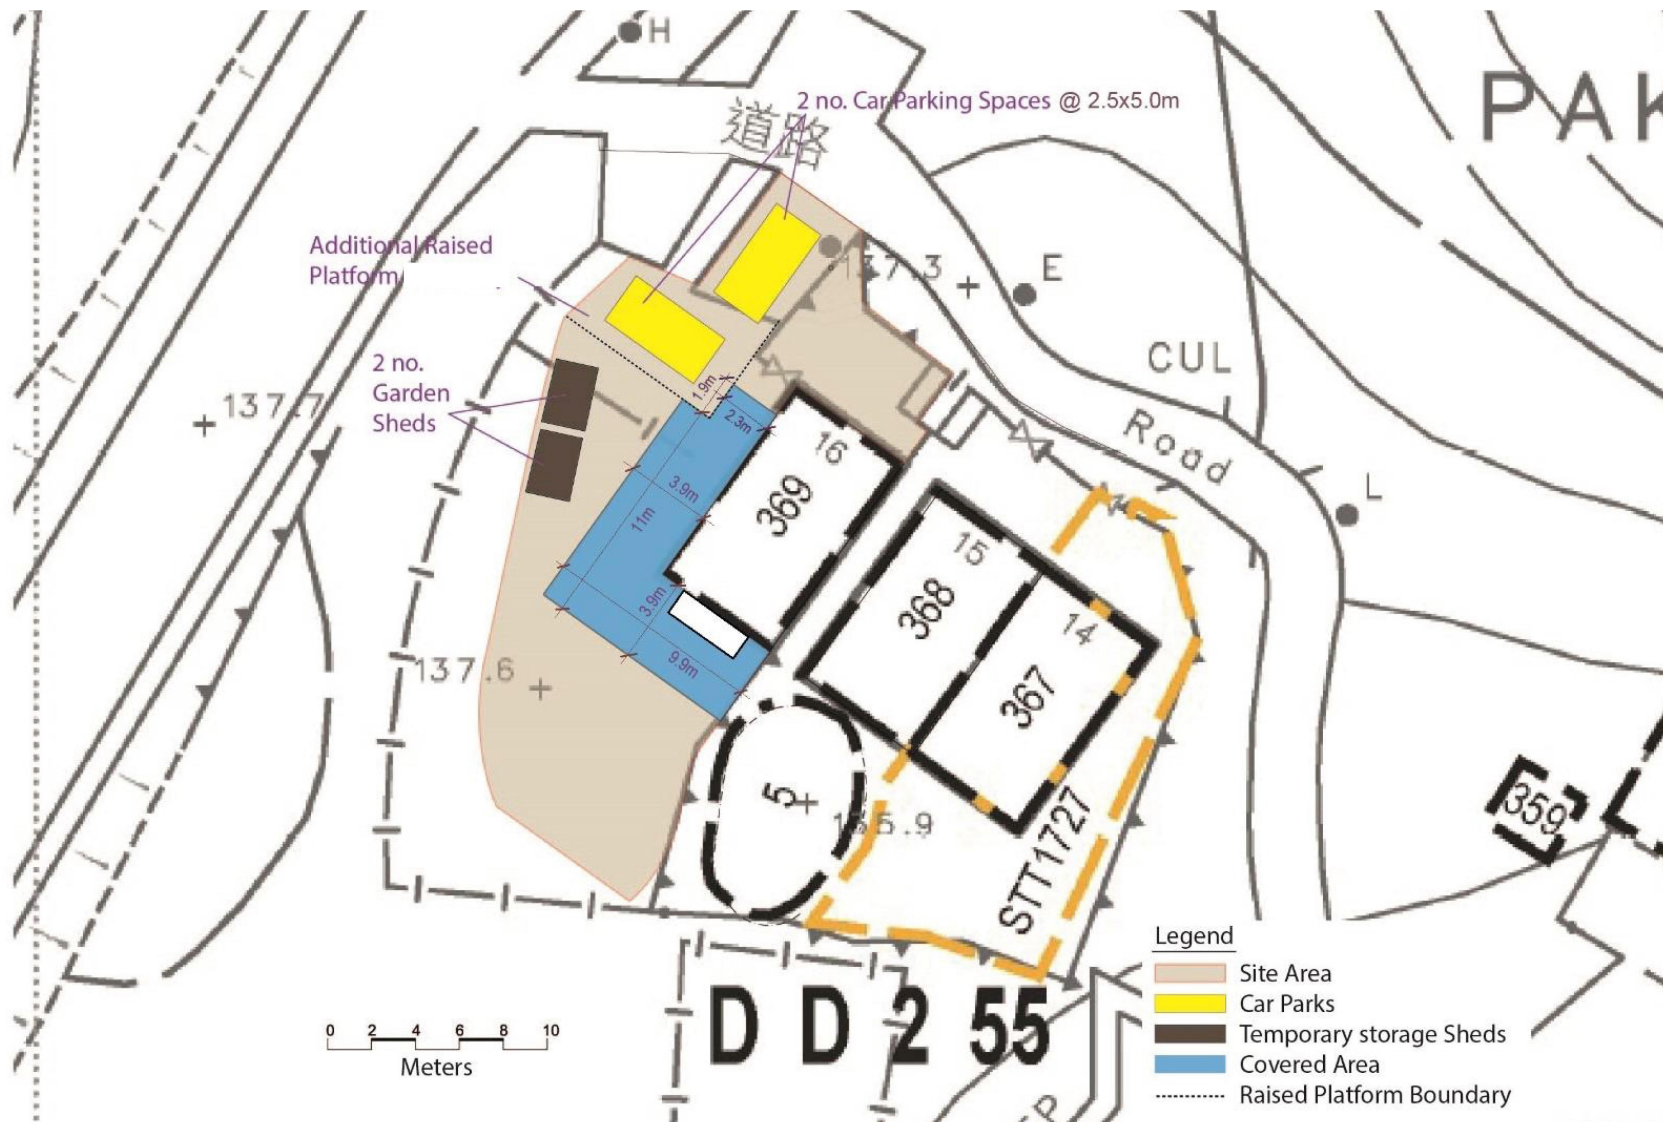 H
PAK
2 no. Car Parking Spaces @ 2.5x5.0m
道路
Additional Raised
Platform
137.3
E
2 no.
Garden
Sheds
137.7
CUL
Road
L
1.9m
2.3m
16
369
3.9m
11m
3.9m
9.9m
15
368
14
367
137.6
5
STT1727
359
D D 2 55
0 2 4 6 8 10
Meters
Legend
Site Area
Car Parks
Temporary storage Sheds
Covered Area
Raised Platform Boundary